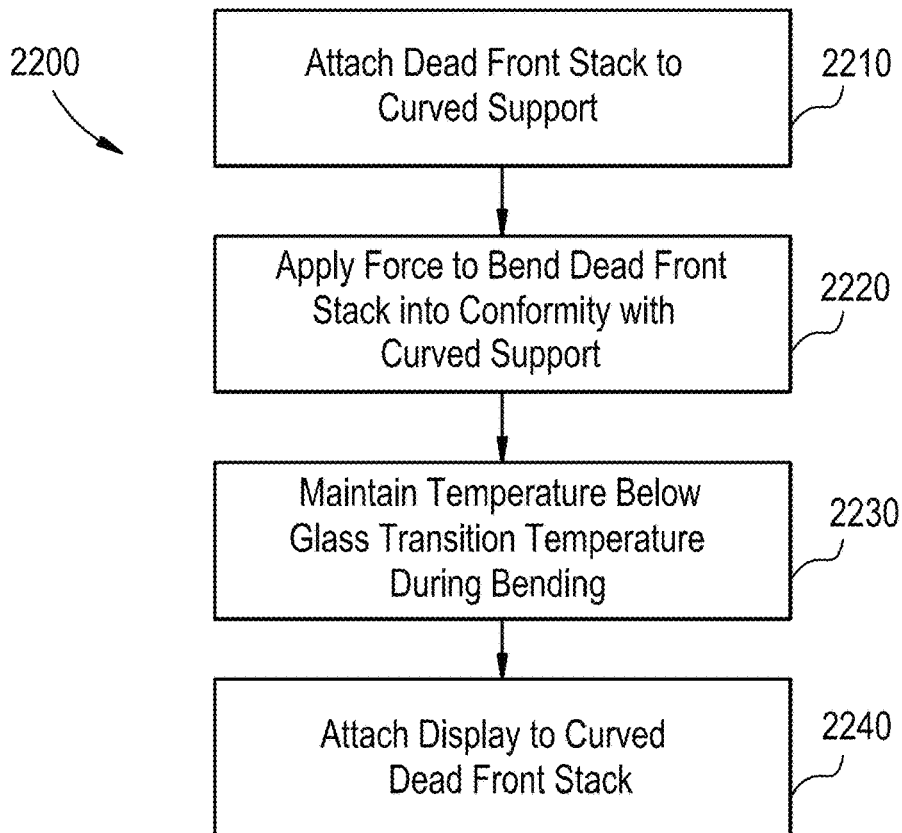 2200
Attach Dead Front Stack to
Curved Support
2210
Apply Force to Bend Dead Front
Stack into Conformity with
Curved Support
2220
Maintain Temperature Below
Glass Transition Temperature
During Bending
2230
Attach Display to Curved
Dead Front Stack
2240